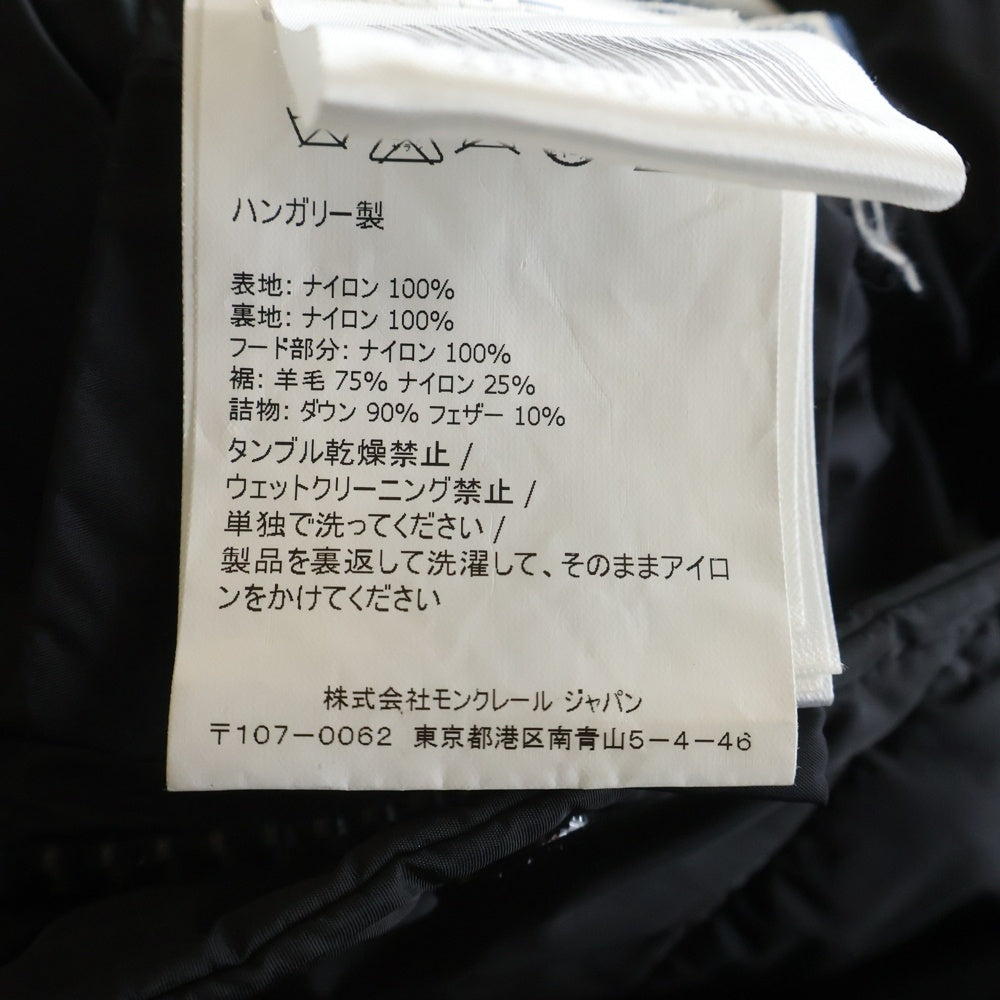 ハンガリー製
表地: ナイロン 100%
裏地: ナイロン 100%
フード部分: ナイロン 100%
裾: 羊毛 75% ナイロン 25%
詰物: ダウン 90% フェザー 10%
タンブル乾燥禁止 /
ウェットクリーニング禁止 /
単独で洗ってください /
製品を裏返して洗濯して、そのままアイロ
ンをかけてください
株式会社モンクレール ジャパン
〒107-0062 東京都港区南青山5-4-46